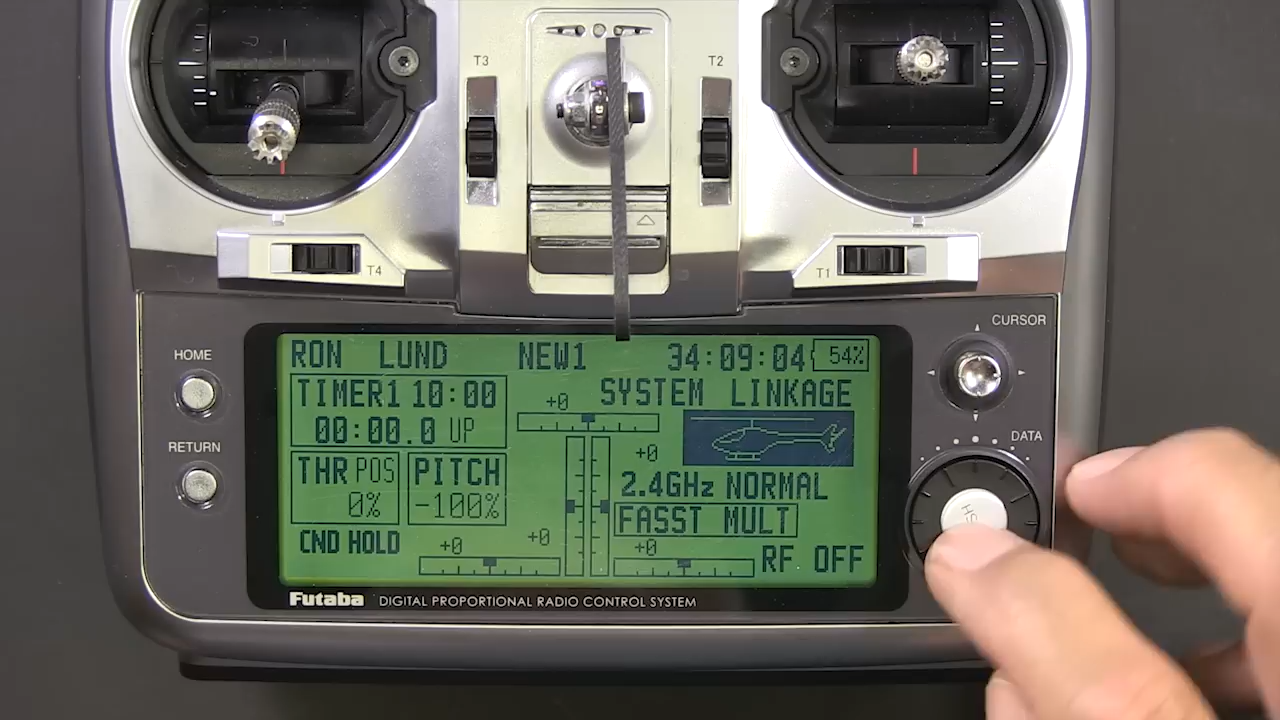 T3
T2
T4
T1
CURSOR
HOME
RETURN
DATA
RON LUND NEW1 34:09:04 54%
TIMER1 10:00
00:00.0 UP
+0
SYSTEM LINKAGE
THR POS
0%
PITCH
-100%
+0
2.4GHz NORMAL
FASST MULT
CND HOLD
+0
+0
+0
RF OFF
Futaba DIGITAL PROPORTIONAL RADIO CONTROL SYSTEM